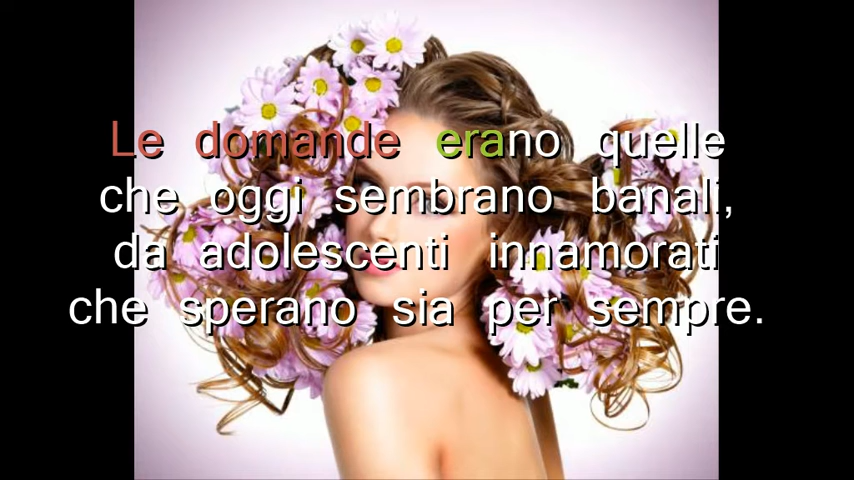 Le domande erano quelle
che oggi sembrano banali,
da adolescenti innamorati
che sperano sia per sempre.